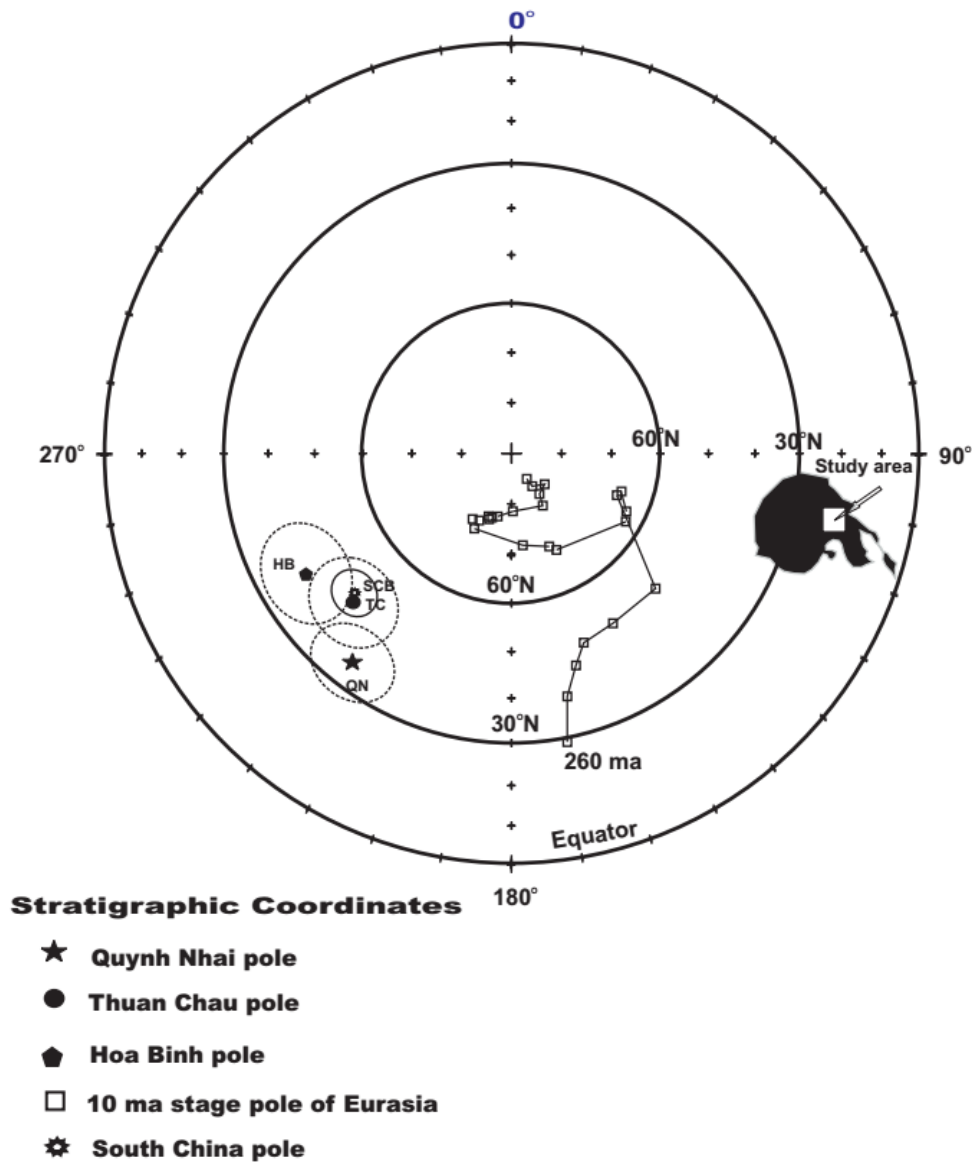 0°
270°
60°N
30°N
90°
Study area
HB
SCB
TC
60°N
QN
30°N
260 ma
Equator
180°
Stratigraphic Coordinates
Quynh Nhai pole
Thuan Chau pole
Hoa Binh pole
10 ma stage pole of Eurasia
South China pole